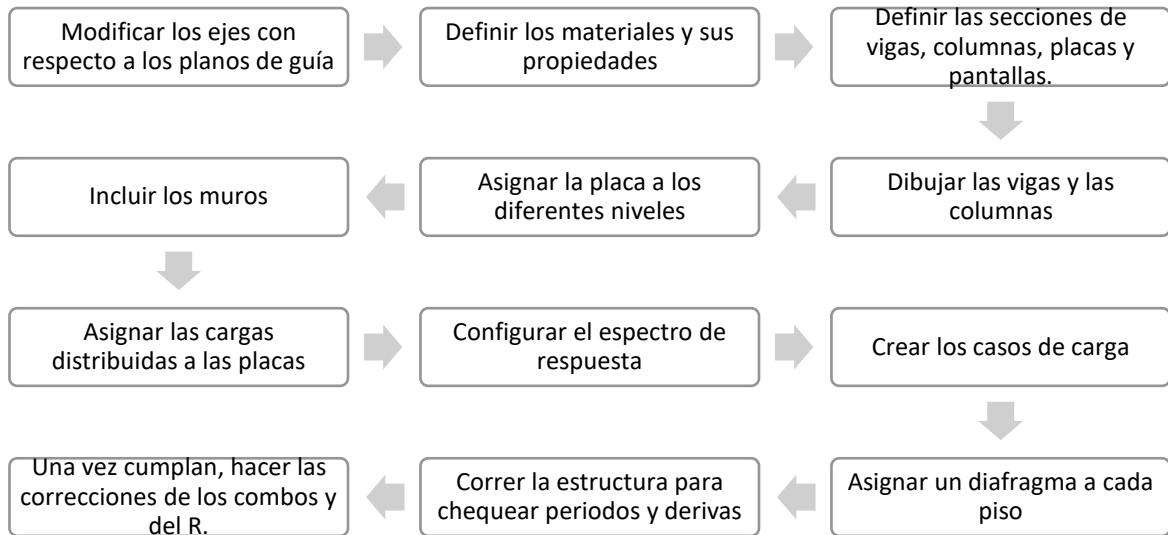 Modificar los ejes con
respecto a los planos de guía
Definir los materiales y sus
propiedades
Definir las secciones de
vigas, columnas, placas y
pantallas.
Dibujar las vigas y las
columnas
Asignar la placa a los
diferentes niveles
Incluir los muros
Asignar las cargas
distribuidas a las placas
Configurar el espectro de
respuesta
Crear los casos de carga
Asignar un diafragma a cada
piso
Correr la estructura para
chequear periodos y derivas
Una vez cumplan, hacer las
correcciones de los combos y
del R.